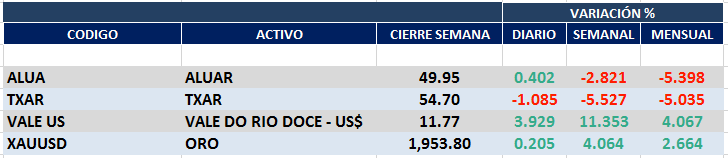 VARIACIÓN %
CODIGO ACTIVO CIERRE SEMANA DIARIO SEMANAL MENSUAL
ALUA ALUAR 49.95 0.402 -2.821 -5.398
TXAR TXAR 54.70 -1.085 -5.527 -5.035
VALE US VALE DO RIO DOCE - US$ 11.77 3.929 11.353 4.067
XAUUSD ORO 1,953.80 0.205 4.064 2.664